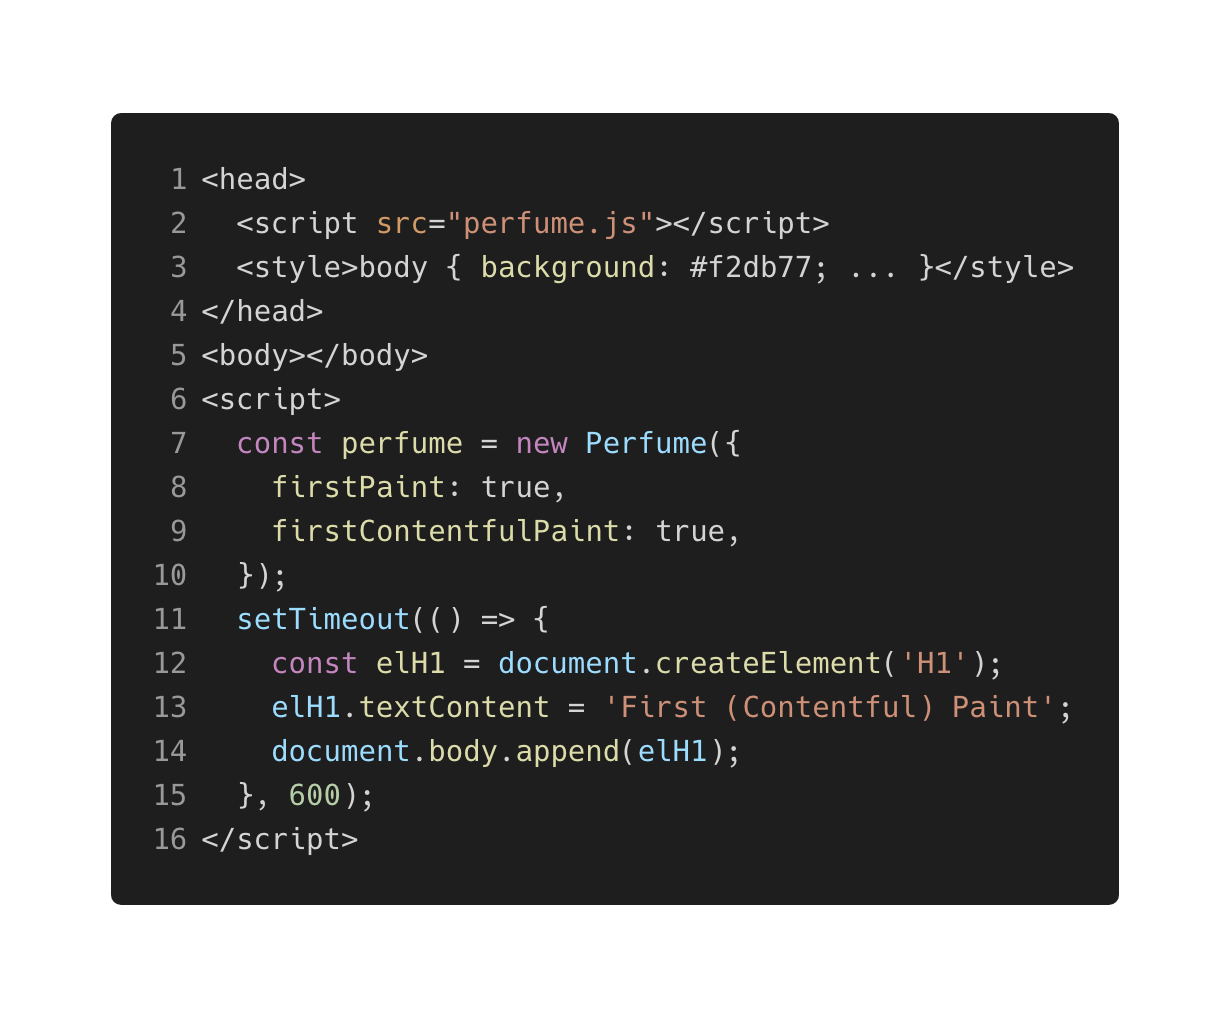 1 <head>
2   <script src="perfume.js"></script>
3   <style>body { background: #f2db77; ... }</style>
4 </head>
5 <body></body>
6 <script>
7   const perfume = new Perfume({
8     firstPaint: true,
9     firstContentfulPaint: true,
10   });
11   setTimeout(() => {
12     const elH1 = document.createElement('H1');
13     elH1.textContent = 'First (Contentful) Paint';
14     document.body.append(elH1);
15   }, 600);
16 </script>